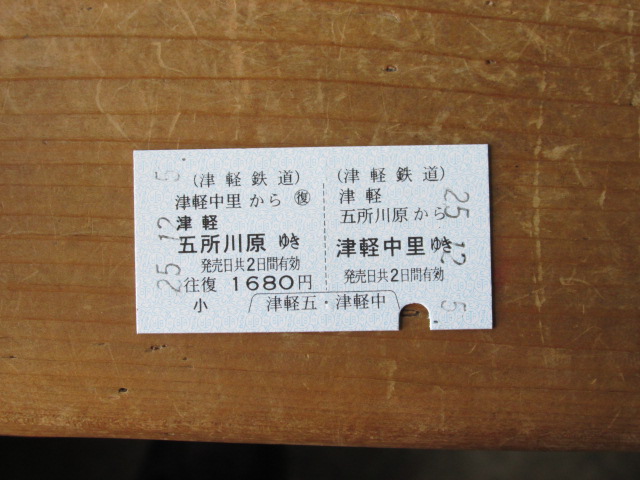 (津軽鉄道)
津軽中里から ㊝
津軽
五所川原 ゆき
発売日共2日間有効
往復 1680円
小
25.12.5
(津軽鉄道)
津軽
五所川原から
津軽中里ゆき
発売日共2日間有効
津軽五・津軽中
25.12.5